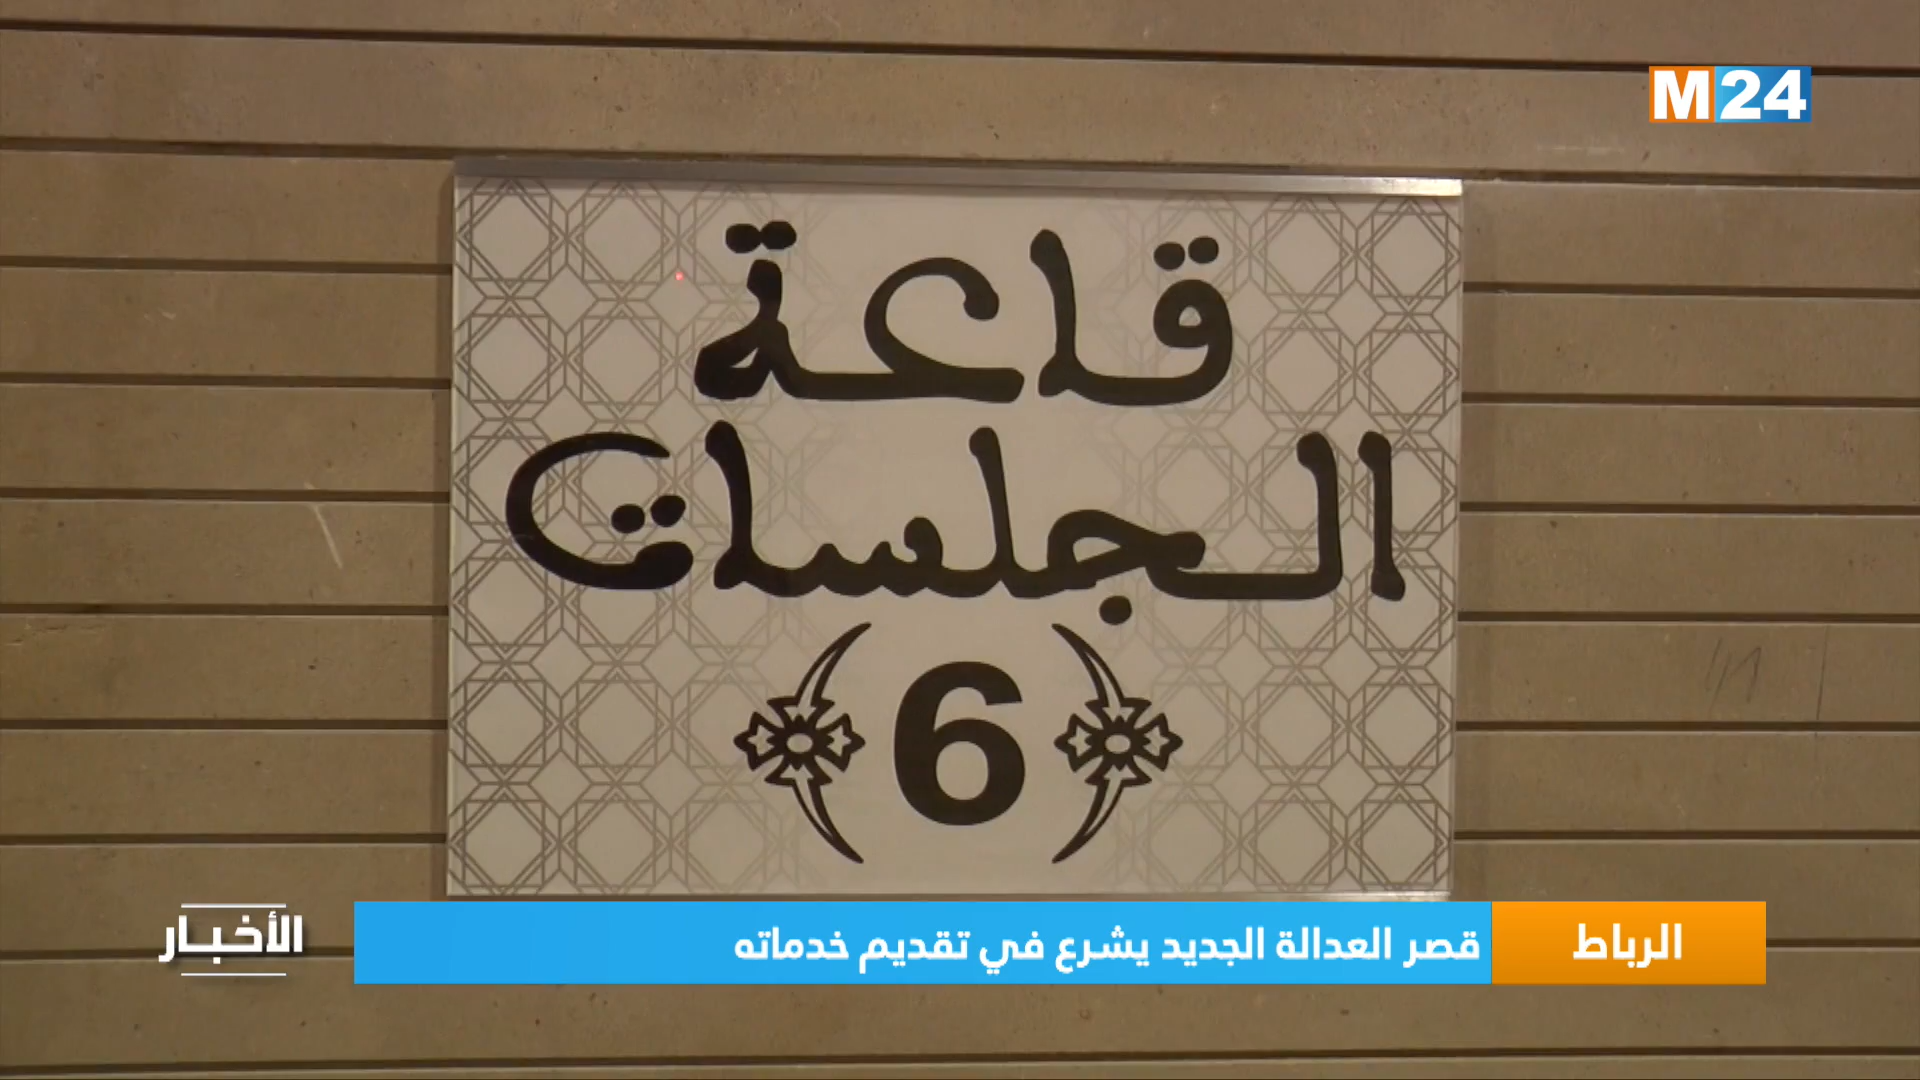 M24
قاعة
الجلسات
6
الرباط
قصر العدالة الجديد يشرع في تقديم خدماته
الأخبار